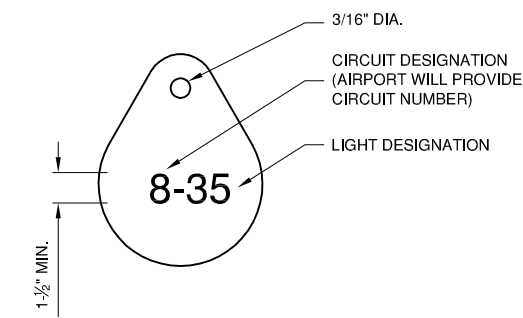 3/16" DIA.
CIRCUIT DESIGNATION
(AIRPORT WILL PROVIDE
CIRCUIT NUMBER)
LIGHT DESIGNATION
8-35
1-½" MIN.